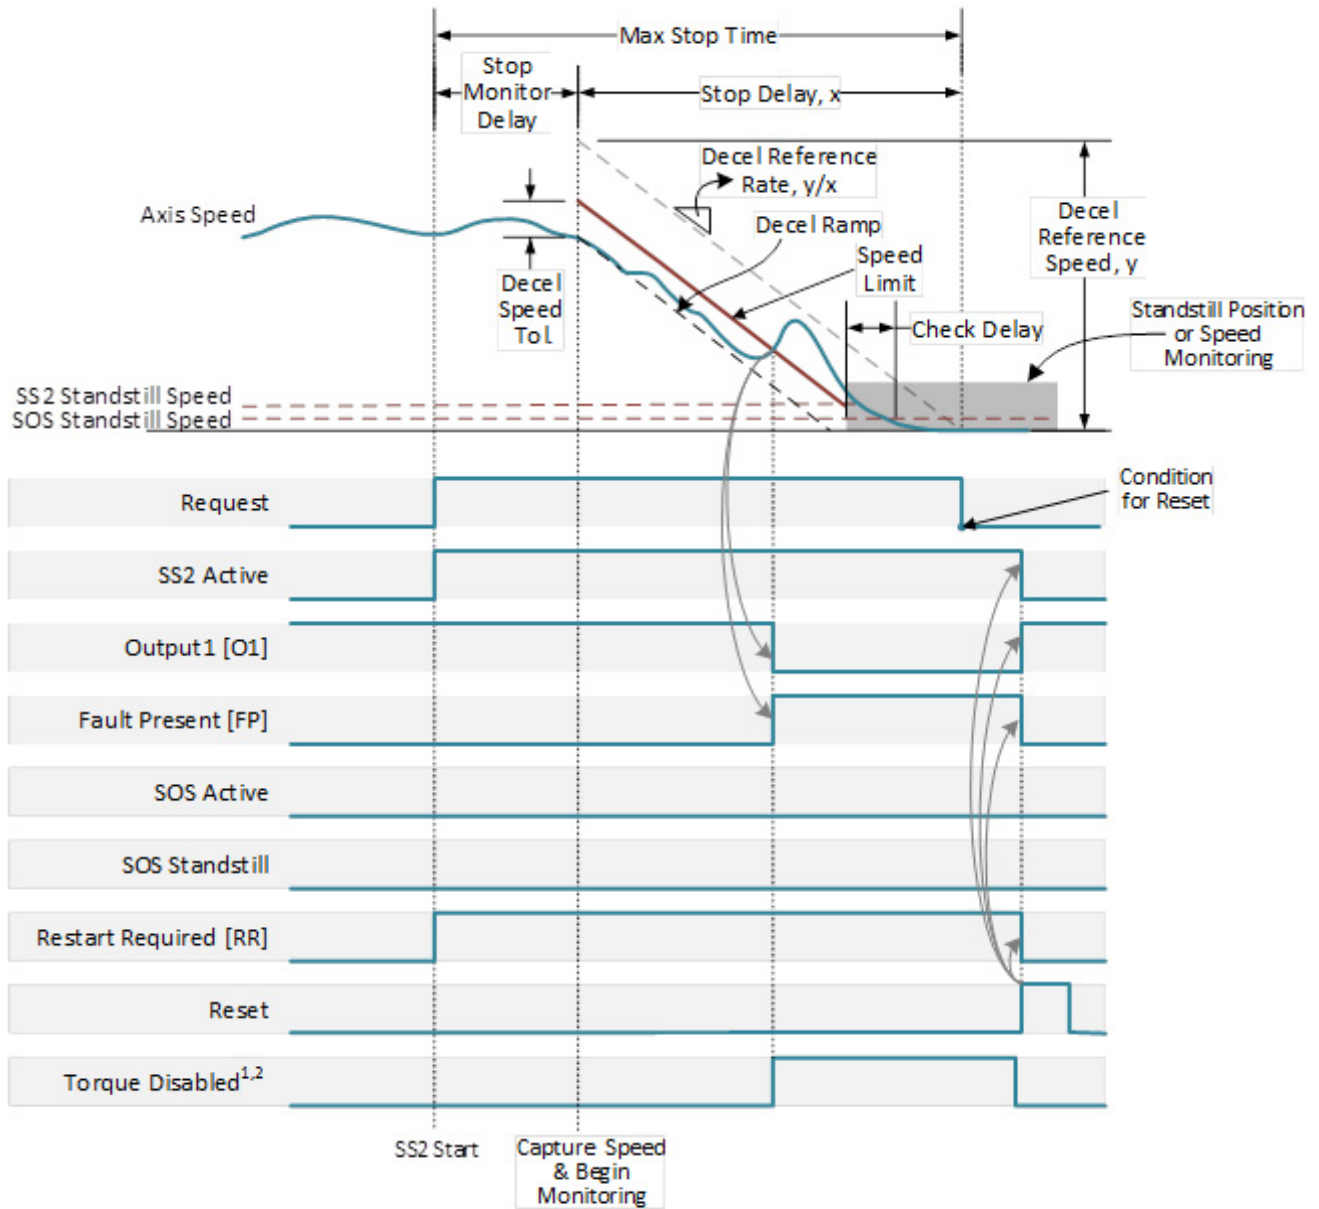 Max Stop Time
Stop
Monitor
Delay
Stop Delay, x
Decel Reference
Rate, y/x
Axis Speed
Decel Ramp
Decel
Reference
Speed, y
Speed
Limit
Decel
Speed
Tol.
Check Delay
Standstill Position
or Speed
Monitoring
SS2 Standstill Speed
SOS Standstill Speed
Request
Condition
for Reset
SS2 Active
Output1 [O1]
Fault Present [FP]
SOS Active
SOS Standstill
Restart Required [RR]
Reset
Torque Disabled1,2
SS2 Start
Capture Speed
& Begin
Monitoring